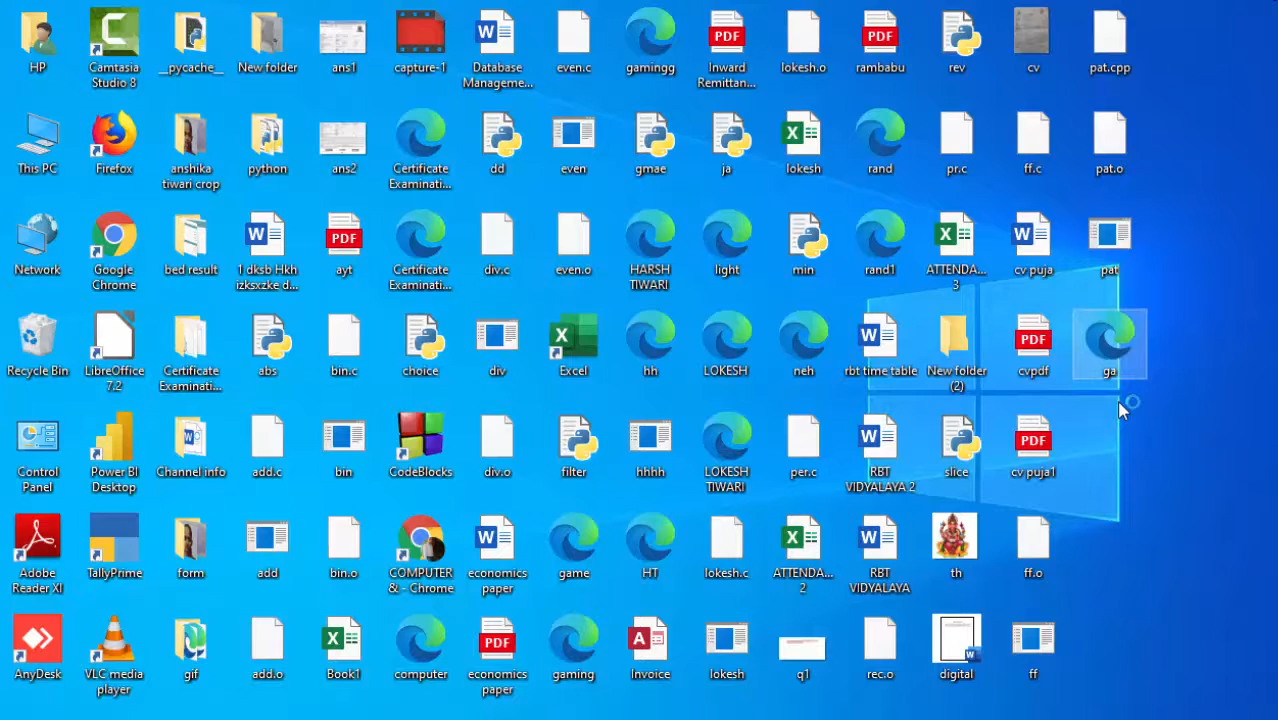 HP
Camtasia
Studio 8
__pycache__
New folder
ans1
capture-1
Database
Manageme...
even.c
gamingg
Inward
Remittan...
lokesh.o
rambabu
rev
cv
pat.cpp
This PC
Firefox
anshika
tiwari crop
python
ans2
Certificate
Examinati...
dd
even
gmae
ja
lokesh
rand
pr.c
ff.c
pat.o
Network
Google
Chrome
bed result
1 dksb Hkh
izksxzke d...
ayt
Certificate
Examinati...
div.c
even.o
HARSH
TIWARI
light
min
rand1
ATTENDA...
3
cv puja
pat
Recycle Bin
LibreOffice
7.2
Certificate
Examinati...
abs
bin.c
choice
div
Excel
hh
LOKESH
neh
rbt time table
New folder
(2)
cvpdf
ga
Control
Panel
Power BI
Desktop
Channel info
add.c
bin
CodeBlocks
div.o
filter
hhhh
LOKESH
TIWARI
per.c
RBT
VIDYALAYA 2
slice
cv puja1
Adobe
Reader XI
TallyPrime
form
add
bin.o
COMPUTER
& - Chrome
economics
paper
game
HT
lokesh.c
ATTENDA...
2
RBT
VIDYALAYA
th
ff.o
AnyDesk
VLC media
player
gif
add.o
Book1
computer
economics
paper
gaming
Invoice
lokesh
q1
rec.o
digital
ff
PDF
PDF
PDF
PDF
PDF
PDF